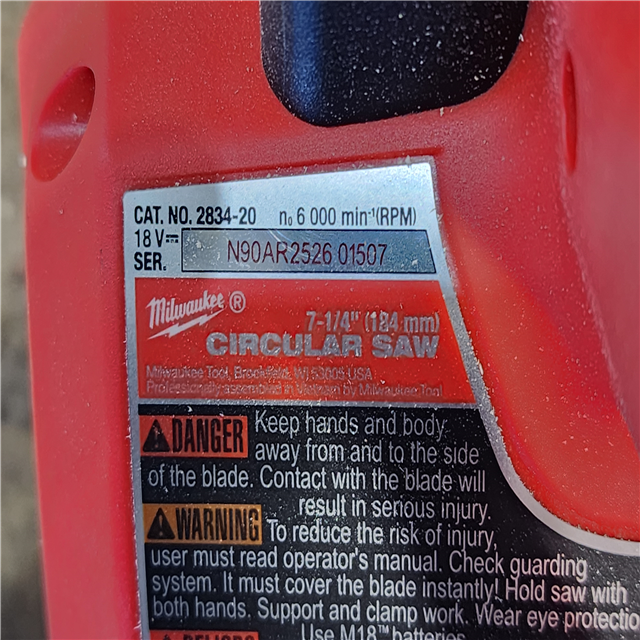 CAT. NO. 2834-20 n₀ 6 000 min⁻¹(RPM)
18 V⎓
SER. N90AR2526 01507
Milwaukee®
7-1/4" (184 mm)
CIRCULAR SAW
Milwaukee Tool, Brookfield, WI 53005 USA
Professionally assembled in Vietnam by Milwaukee Tool
DANGER Keep hands and body
away from and to the side
of the blade. Contact with the blade will
result in serious injury.
WARNING To reduce the risk of injury,
user must read operator's manual. Check guarding
system. It must cover the blade instantly! Hold saw with
both hands. Support and clamp work. Wear eye protectio
Use M18™ batteries
PELIGRO